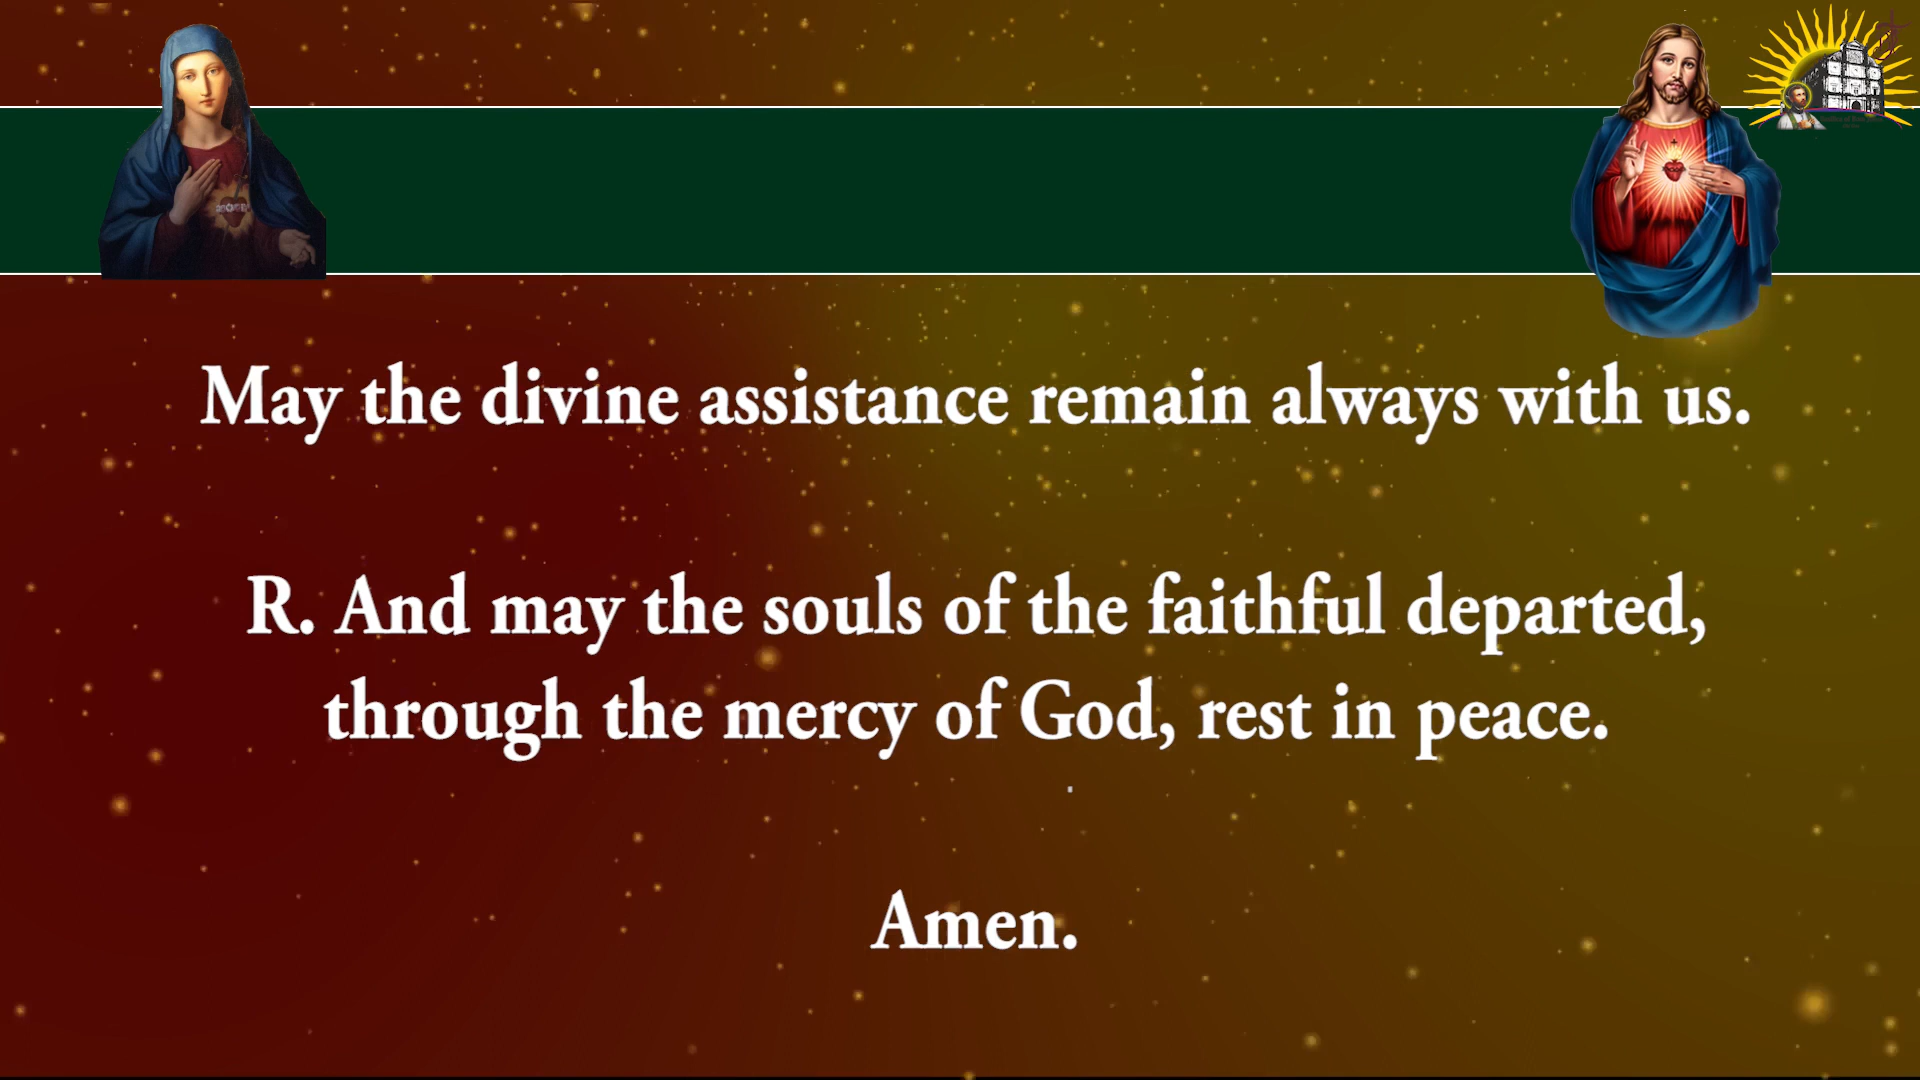 May the divine assistance remain always with us.
R. And may the souls of the faithful departed,
through the mercy of God, rest in peace.
Amen.